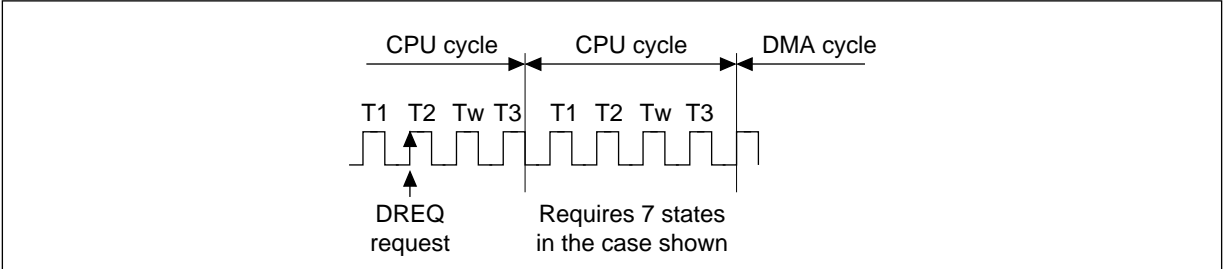 CPU cycle CPU cycle DMA cycle
T1 T2 Tw T3 T1 T2 Tw T3
DREQ
request
Requires 7 states
in the case shown